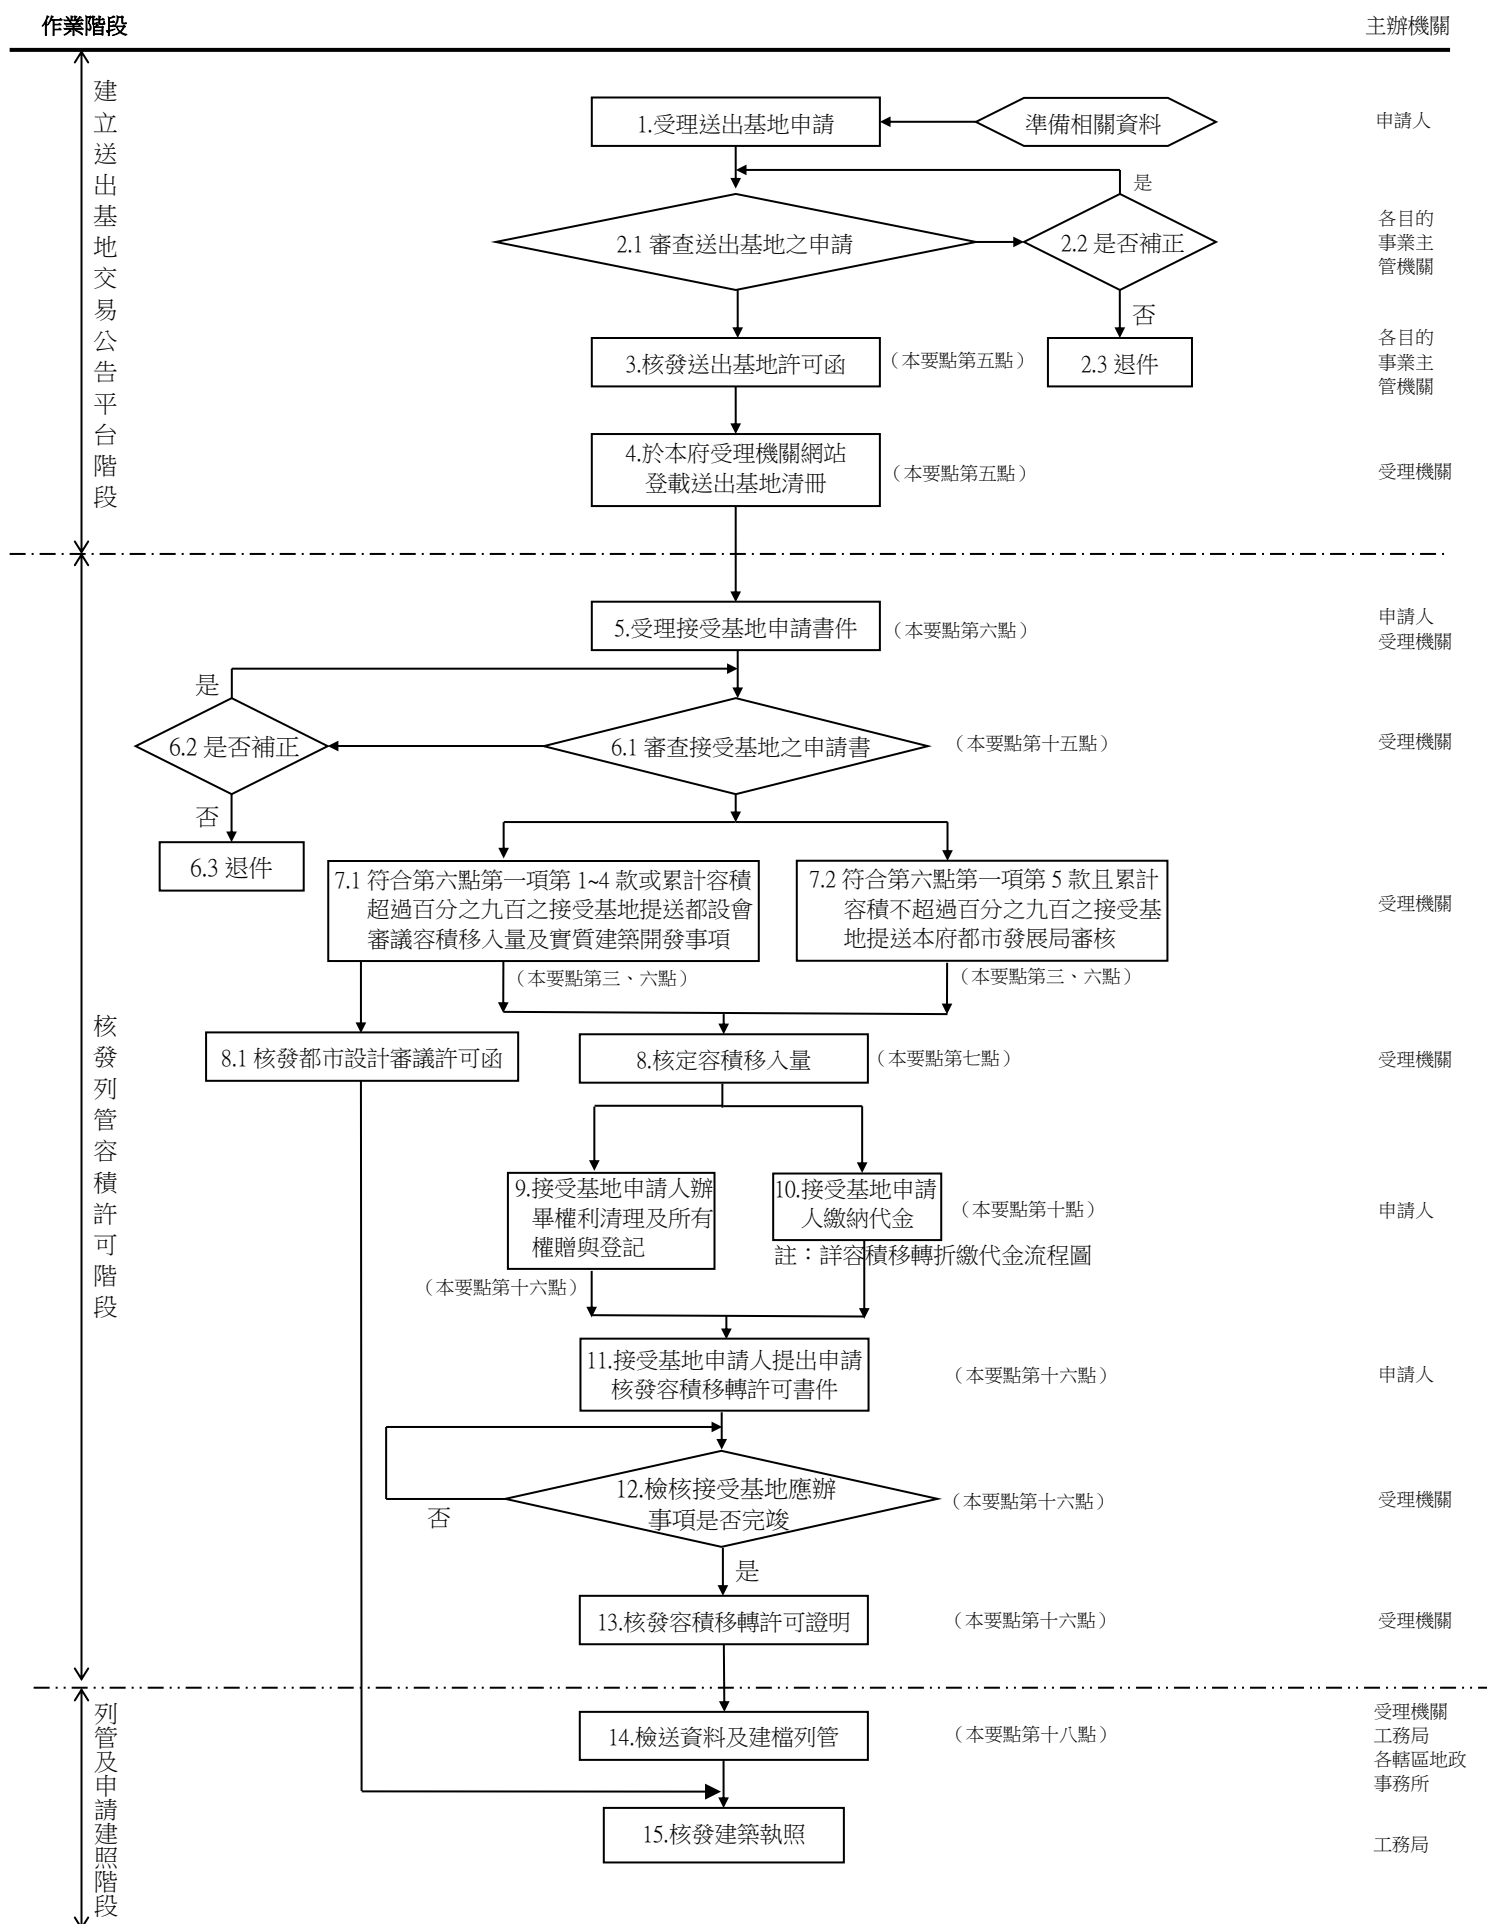 作業階段
主辦機關
建立送出基地交易公告平台階段
1.受理送出基地申請
準備相關資料
申請人
是
2.1 審查送出基地之申請
2.2 是否補正
各目的
事業主
管機關
否
3.核發送出基地許可函
（本要點第五點）
2.3 退件
各目的
事業主
管機關
4.於本府受理機關網站
登載送出基地清冊
（本要點第五點）
受理機關
核發列管容積許可階段
5.受理接受基地申請書件
（本要點第六點）
申請人
受理機關
是
6.2 是否補正
6.1 審查接受基地之申請書
（本要點第十五點）
受理機關
否
6.3 退件
7.1 符合第六點第一項第 1~4 款或累計容積
超過百分之九百之接受基地提送都設會
審議容積移入量及實質建築開發事項
7.2 符合第六點第一項第 5 款且累計
容積不超過百分之九百之接受基
地提送本府都市發展局審核
受理機關
（本要點第三、六點）
（本要點第三、六點）
8.1 核發都市設計審議許可函
8.核定容積移入量
（本要點第七點）
受理機關
9.接受基地申請人辦
畢權利清理及所有
權贈與登記
10.接受基地申請
人繳納代金
（本要點第十點）
申請人
註：詳容積移轉折繳代金流程圖
（本要點第十六點）
11.接受基地申請人提出申請
核發容積移轉許可書件
（本要點第十六點）
申請人
12.檢核接受基地應辦
事項是否完竣
（本要點第十六點）
受理機關
否
是
13.核發容積移轉許可證明
（本要點第十六點）
受理機關
列管及申請建照階段
14.檢送資料及建檔列管
（本要點第十八點）
受理機關
工務局
各轄區地政
事務所
15.核發建築執照
工務局